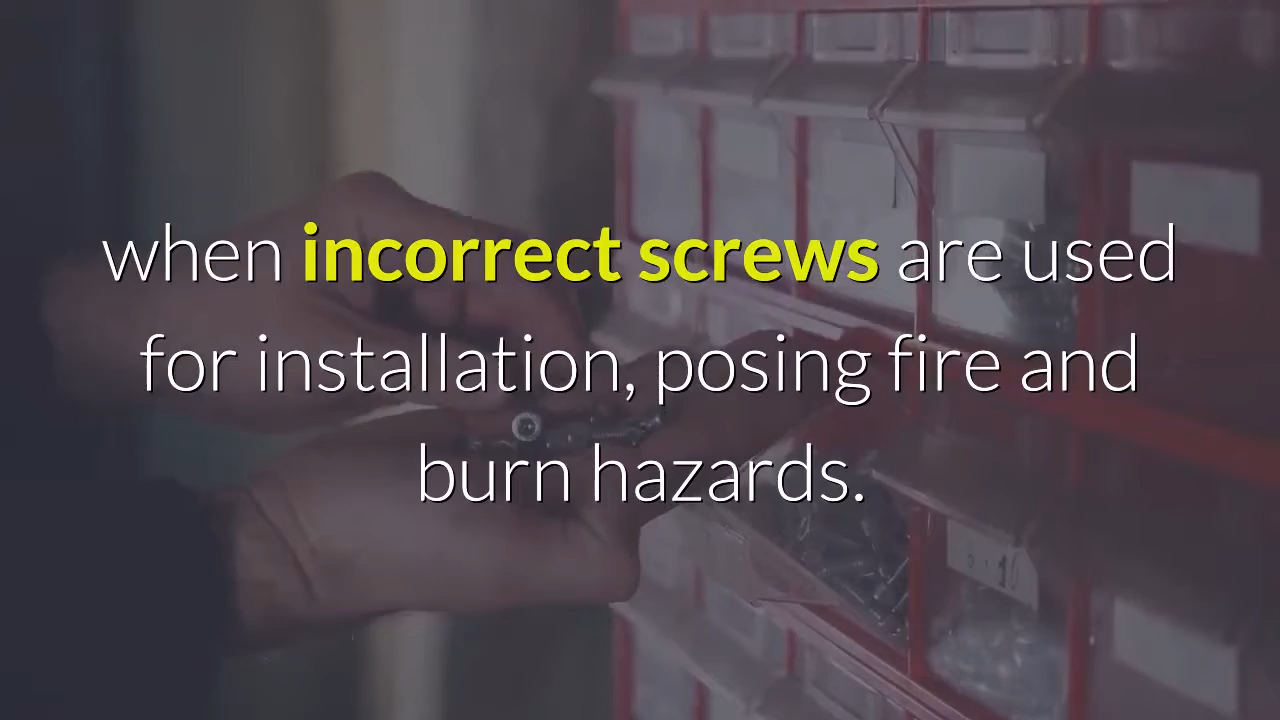 when incorrect screws are used
for installation, posing fire and
burn hazards.